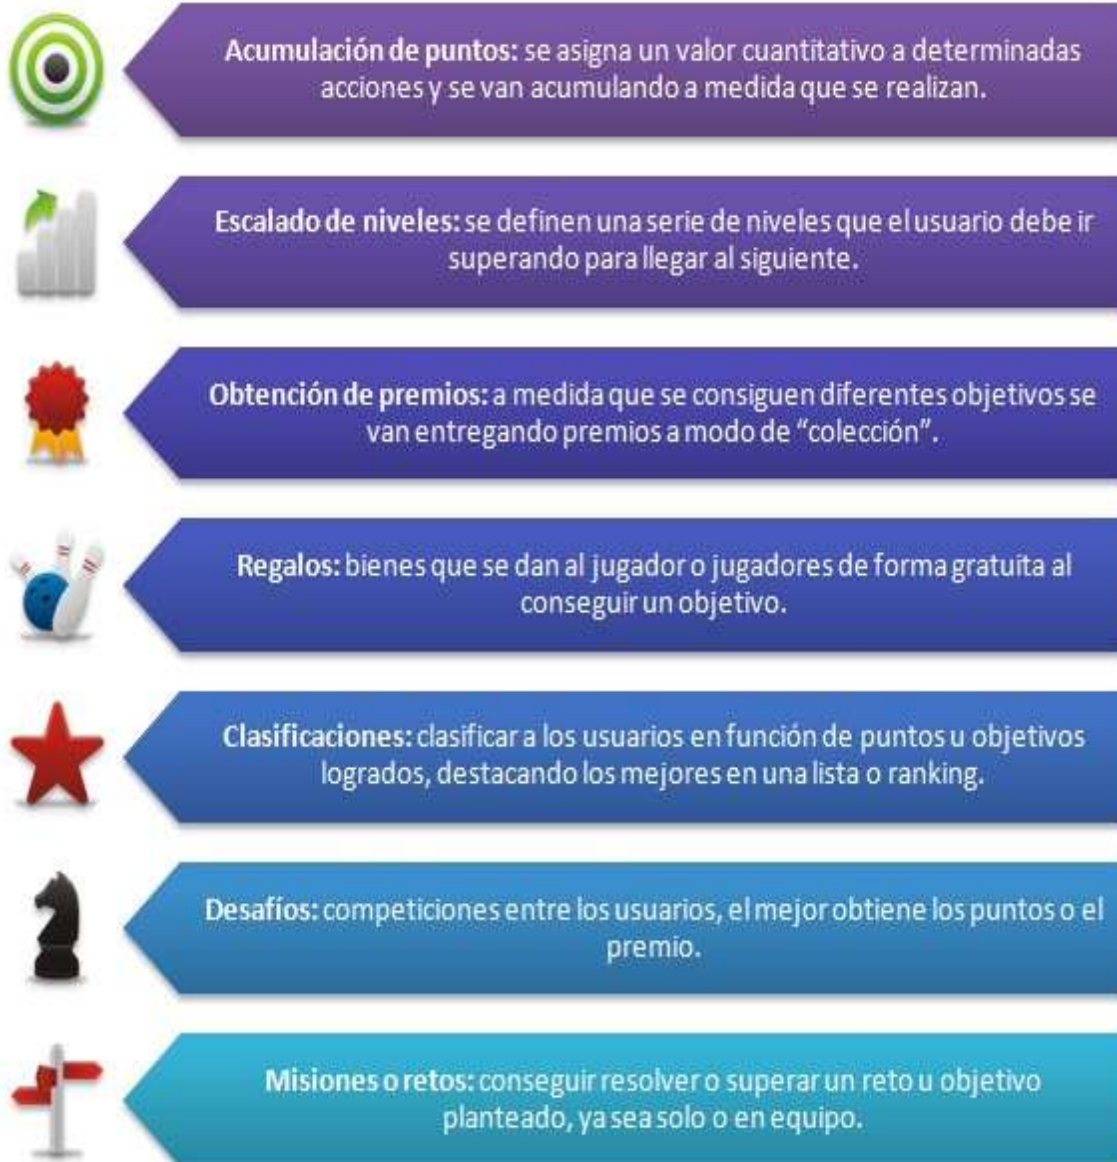 Acumulación de puntos: se asigna un valor cuantitativo a determinadas
acciones y se van acumulando a medida que se realizan.
Escalado de niveles: se definen una serie de niveles que el usuario debe ir
superando para llegar al siguiente.
Obtención de premios: a medida que se consiguen diferentes objetivos se
van entregando premios a modo de “colección”.
Regalos: bienes que se dan al jugador o jugadores de forma gratuita al
conseguir un objetivo.
Clasificaciones: clasificar a los usuarios en función de puntos u objetivos
logrados, destacando los mejores en una lista o ranking.
Desafíos: competiciones entre los usuarios, el mejor obtiene los puntos o el
premio.
Misiones o retos: conseguir resolver o superar un reto u objetivo
planteado, ya sea solo o en equipo.